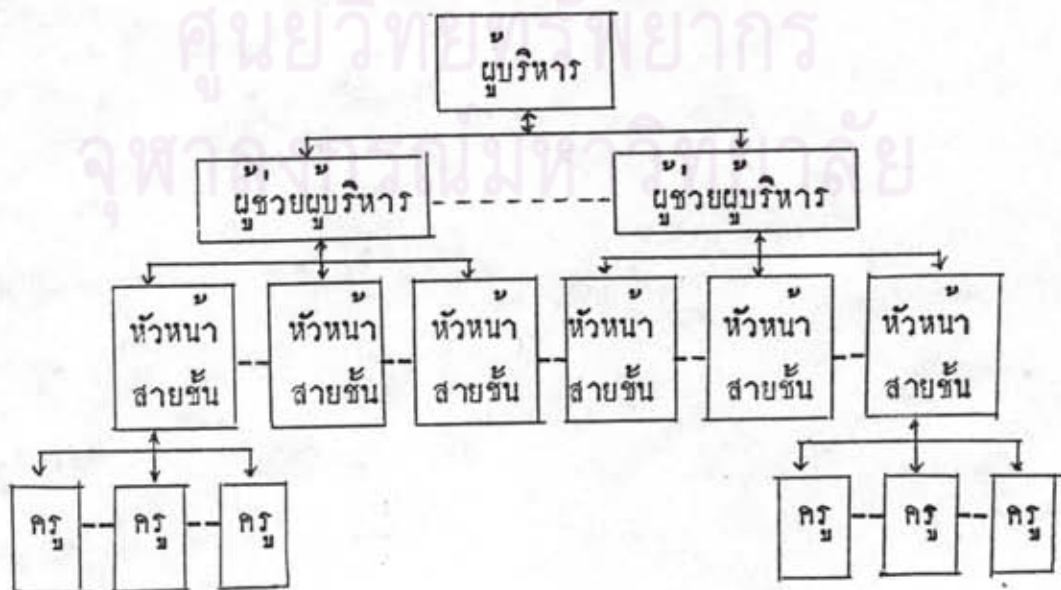 ศูนย์วิทยทรัพยากร
จุฬาลงกรณ์มหาวิทยาลัย
ผู้บริหาร
ผู้ช่วยผู้บริหาร
ผู้ช่วยผู้บริหาร
หัวหน้า
สายชั้น
หัวหน้า
สายชั้น
หัวหน้า
สายชั้น
หัวหน้า
สายชั้น
หัวหน้า
สายชั้น
หัวหน้า
สายชั้น
ครู
ครู
ครู
ครู
ครู
ครู